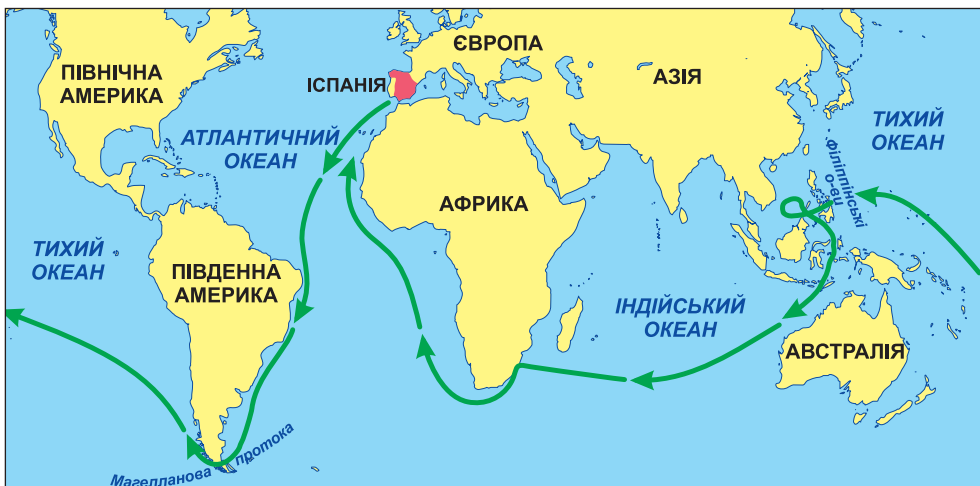 ЄВРОПА
ПІВНІЧНА
АМЕРИКА
ІСПАНІЯ
АЗІЯ
АТЛАНТИЧНИЙ
ОКЕАН
ТИХИЙ
ОКЕАН
Філіппінські
о-ви
АФРИКА
ТИХИЙ
ОКЕАН
ПІВДЕННА
АМЕРИКА
ІНДІЙСЬКИЙ
ОКЕАН
АВСТРАЛІЯ
Магелланова протока